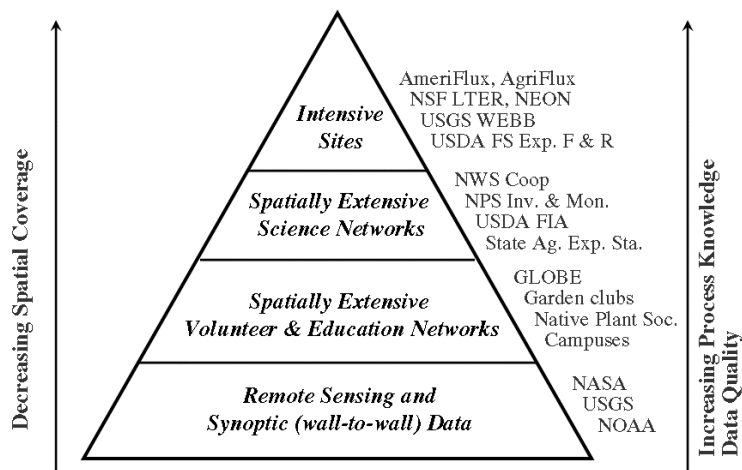 Decreasing Spatial Coverage
Intensive
Sites
AmeriFlux, AgriFlux
NSF LTER, NEON
USGS WEBB
USDA FS Exp. F & R
Spatially Extensive
Science Networks
NWS Coop
NPS Inv. & Mon.
USDA FIA
State Ag. Exp. Sta.
Spatially Extensive
Volunteer & Education Networks
GLOBE
Garden clubs
Native Plant Soc.
Campuses
Remote Sensing and
Synoptic (wall-to-wall) Data
NASA
USGS
NOAA
Increasing Process Knowledge
Data Quality